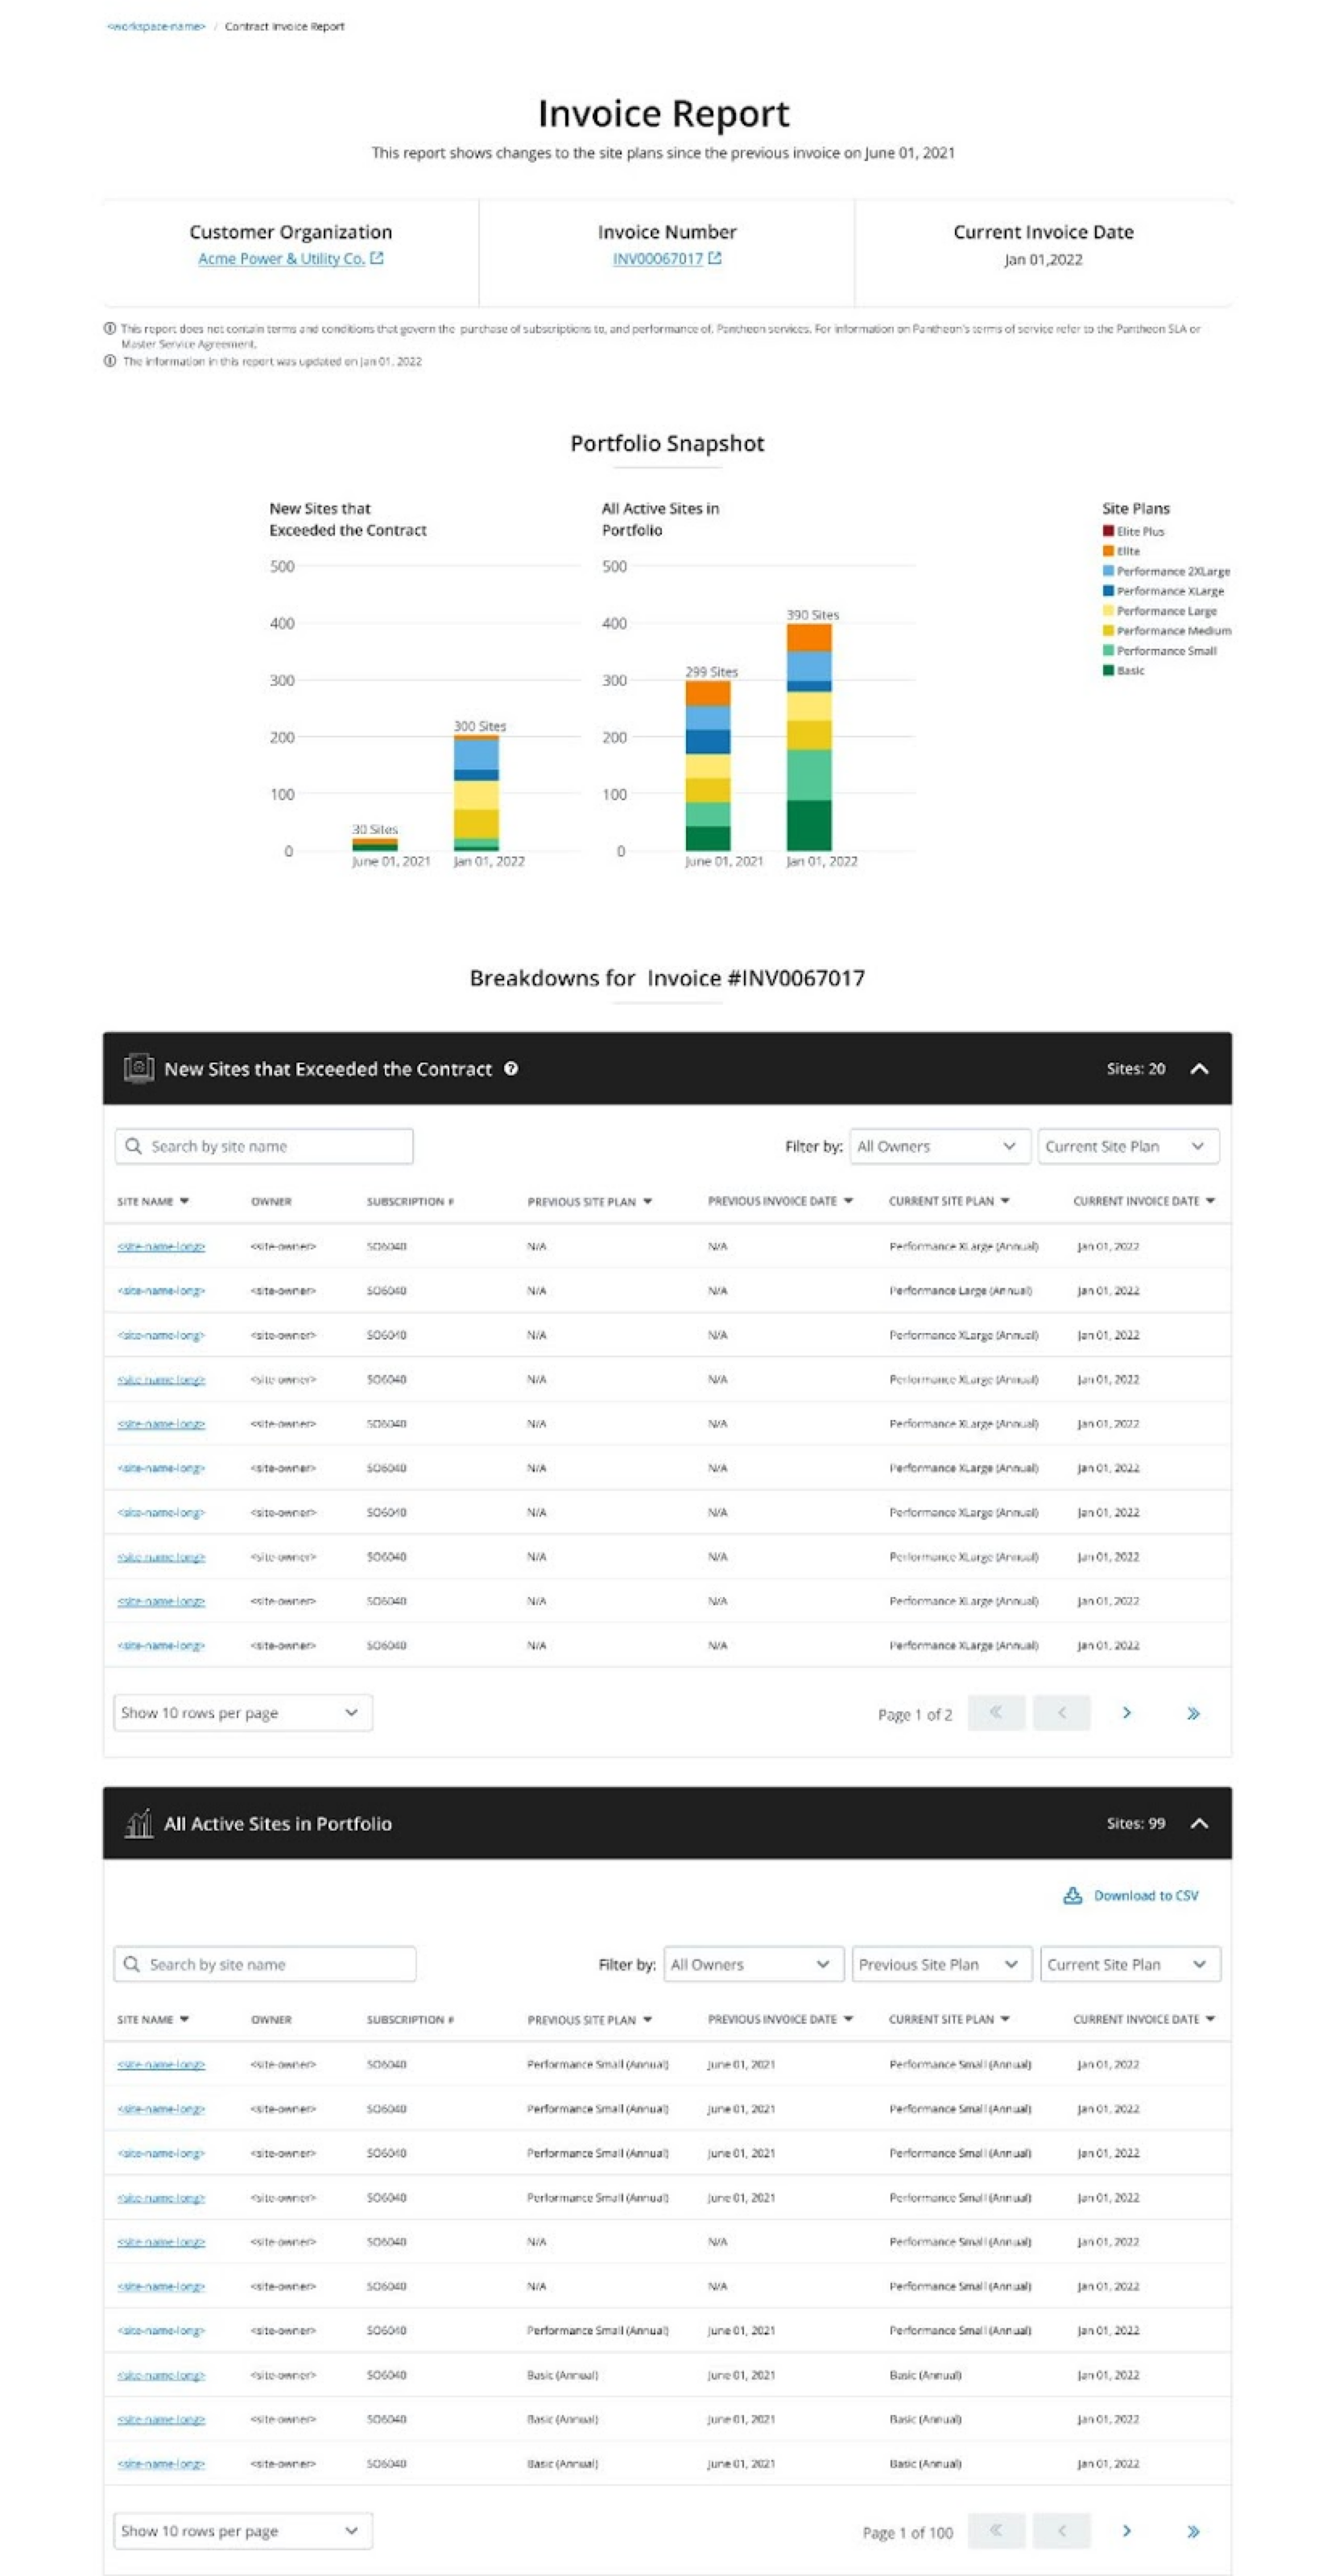 <workspace-name> / Contract Invoice Report
Invoice Report
This report shows changes to the site plans since the previous invoice on June 01, 2021
Customer Organization
Acme Power & Utility Co.
Invoice Number
INV00067017
Current Invoice Date
Jan 01,2022
This report does not contain terms and conditions that govern the purchase of subscriptions to, and performance of, Pantheon services. For information on Pantheon's terms of service refer to the Pantheon SLA or
Master Service Agreement.
The information in this report was updated on Jan 01, 2022
Portfolio Snapshot
New Sites that
Exceeded the Contract
500
400
300
200
100
0
300 Sites
30 Sites
June 01, 2021 Jan 01, 2022
All Active Sites in
Portfolio
500
400
300
200
100
0
390 Sites
299 Sites
June 01, 2021 Jan 01, 2022
Site Plans
Elite Plus
Elite
Performance 2XLarge
Performance XLarge
Performance Large
Performance Medium
Performance Small
Basic
Breakdowns for Invoice #INV0067017
New Sites that Exceeded the Contract ? Sites: 20
Search by site name Filter by: All Owners Current Site Plan
SITE NAME OWNER SUBSCRIPTION # PREVIOUS SITE PLAN PREVIOUS INVOICE DATE CURRENT SITE PLAN CURRENT INVOICE DATE
<site-name-long> <site-owner> SO6040 N/A N/A Performance XLarge (Annual) Jan 01, 2022
<site-name-long> <site-owner> SO6040 N/A N/A Performance Large (Annual) Jan 01, 2022
<site-name-long> <site-owner> SO6040 N/A N/A Performance XLarge (Annual) Jan 01, 2022
<site-name-long> <site-owner> SO6040 N/A N/A Performance XLarge (Annual) Jan 01, 2022
<site-name-long> <site-owner> SO6040 N/A N/A Performance XLarge (Annual) Jan 01, 2022
<site-name-long> <site-owner> SO6040 N/A N/A Performance XLarge (Annual) Jan 01, 2022
<site-name-long> <site-owner> SO6040 N/A N/A Performance XLarge (Annual) Jan 01, 2022
<site-name-long> <site-owner> SO6040 N/A N/A Performance XLarge (Annual) Jan 01, 2022
<site-name-long> <site-owner> SO6040 N/A N/A Performance XLarge (Annual) Jan 01, 2022
<site-name-long> <site-owner> SO6040 N/A N/A Performance XLarge (Annual) Jan 01, 2022
Show 10 rows per page Page 1 of 2
All Active Sites in Portfolio Sites: 99
Download to CSV
Search by site name Filter by: All Owners Previous Site Plan Current Site Plan
SITE NAME OWNER SUBSCRIPTION # PREVIOUS SITE PLAN PREVIOUS INVOICE DATE CURRENT SITE PLAN CURRENT INVOICE DATE
<site-name-long> <site-owner> SO6040 Performance Small (Annual) June 01, 2021 Performance Small (Annual) Jan 01, 2022
<site-name-long> <site-owner> SO6040 Performance Small (Annual) June 01, 2021 Performance Small (Annual) Jan 01, 2022
<site-name-long> <site-owner> SO6040 Performance Small (Annual) June 01, 2021 Performance Small (Annual) Jan 01, 2022
<site-name-long> <site-owner> SO6040 Performance Small (Annual) June 01, 2021 Performance Small (Annual) Jan 01, 2022
<site-name-long> <site-owner> SO6040 N/A N/A Performance Small (Annual) Jan 01, 2022
<site-name-long> <site-owner> SO6040 N/A N/A Performance Small (Annual) Jan 01, 2022
<site-name-long> <site-owner> SO6040 Performance Small (Annual) June 01, 2021 Performance Small (Annual) Jan 01, 2022
<site-name-long> <site-owner> SO6040 Basic (Annual) June 01, 2021 Basic (Annual) Jan 01, 2022
<site-name-long> <site-owner> SO6040 Basic (Annual) June 01, 2021 Basic (Annual) Jan 01, 2022
<site-name-long> <site-owner> SO6040 Basic (Annual) June 01, 2021 Basic (Annual) Jan 01, 2022
Show 10 rows per page Page 1 of 100